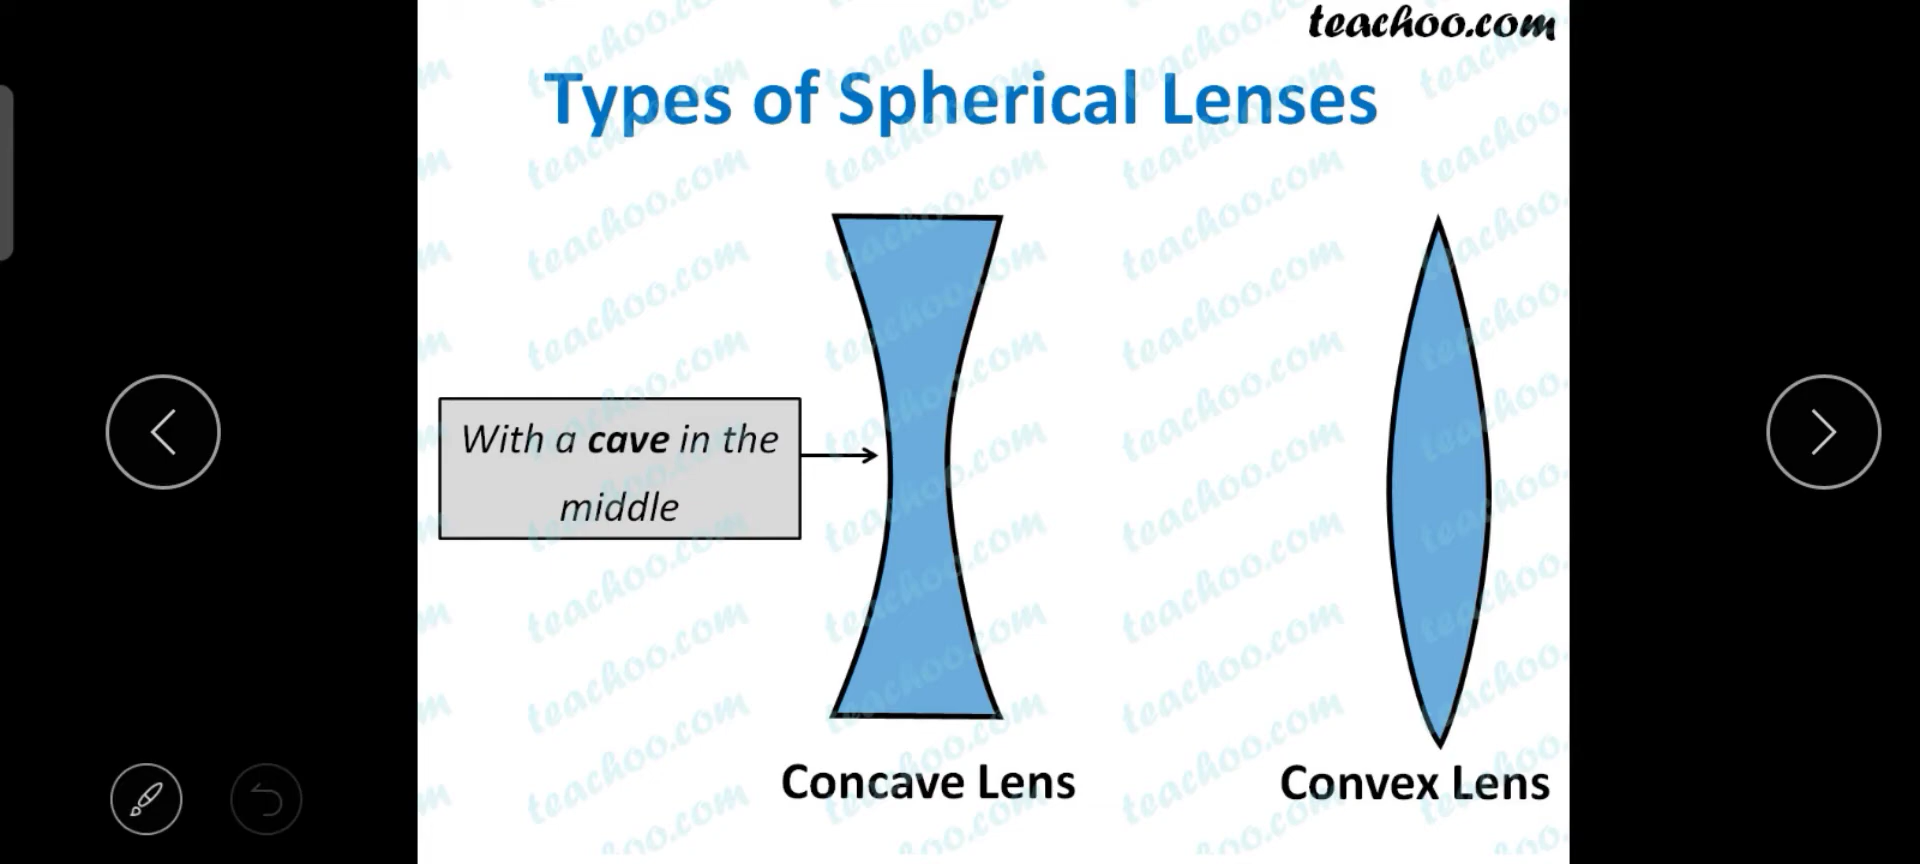 teachoo.com
Types of Spherical Lenses
With a cave in the
middle
Concave Lens
Convex Lens